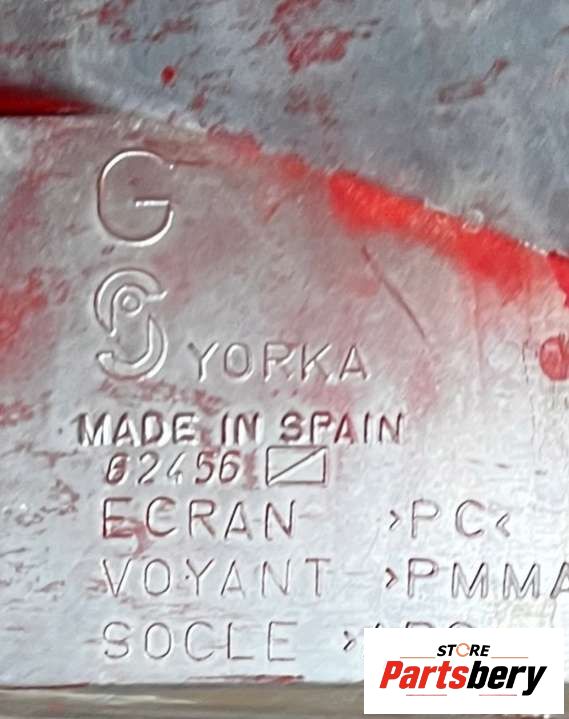 G
YORKA
MADE IN SPAIN
62456
ECRAN >PC<
VOYANT >PMMA
SOCLE
STORE
Partsbery